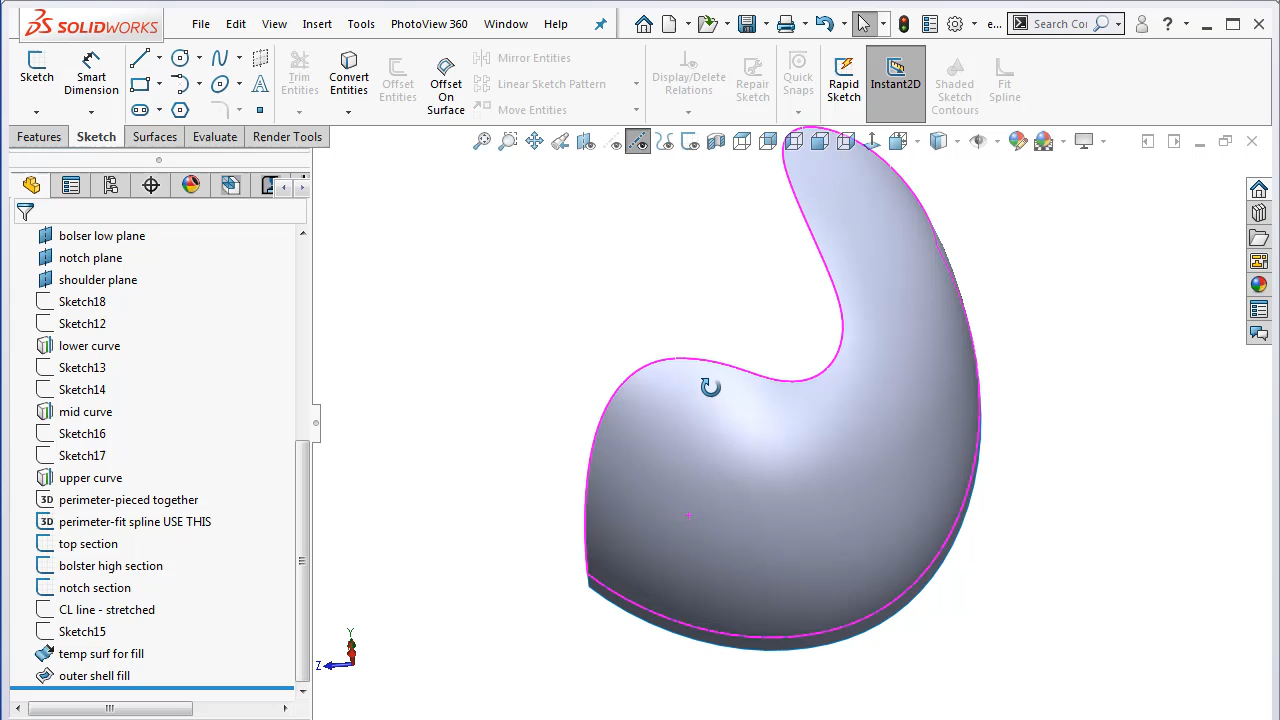 SOLIDWORKS File Edit View Insert Tools PhotoView 360 Window Help e... Search Co ?
Sketch Smart Dimension Trim Entities Convert Entities Offset Entities Offset On Surface Mirror Entities Linear Sketch Pattern Move Entities Display/Delete Relations Repair Sketch Quick Snaps Rapid Sketch Instant2D Shaded Sketch Contours Fit Spline
Features Sketch Surfaces Evaluate Render Tools
bolser low plane
notch plane
shoulder plane
Sketch18
Sketch12
lower curve
Sketch13
Sketch14
mid curve
Sketch16
Sketch17
upper curve
3D perimeter-pieced together
3D perimeter-fit spline USE THIS
top section
bolster high section
notch section
CL line - stretched
Sketch15
temp surf for fill
outer shell fill
Y
Z